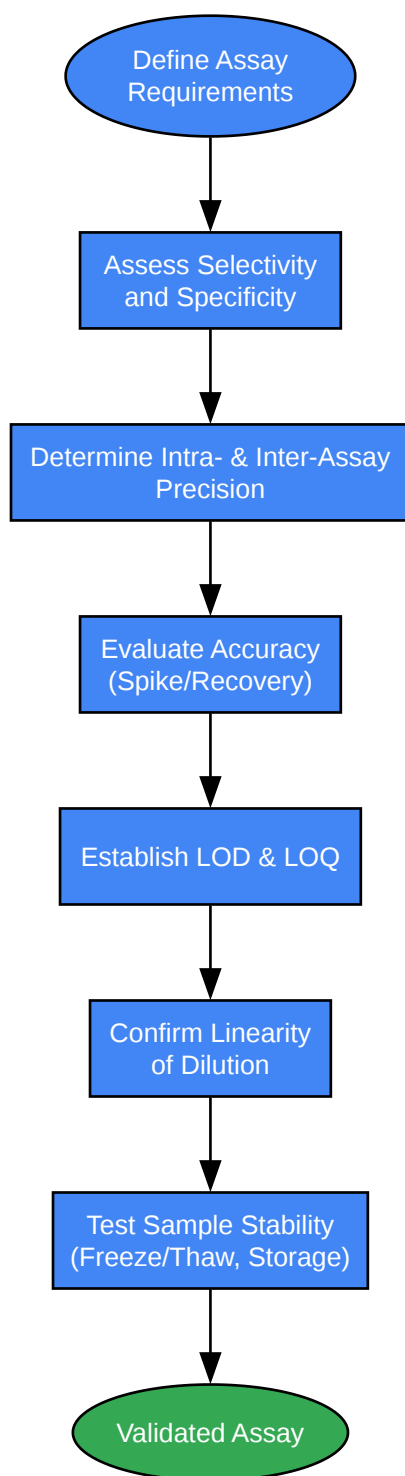 Define Assay
Requirements
Assess Selectivity
and Specificity
Determine Intra- & Inter-Assay
Precision
Evaluate Accuracy
(Spike/Recovery)
Establish LOD & LOQ
Confirm Linearity
of Dilution
Test Sample Stability
(Freeze/Thaw, Storage)
Validated Assay